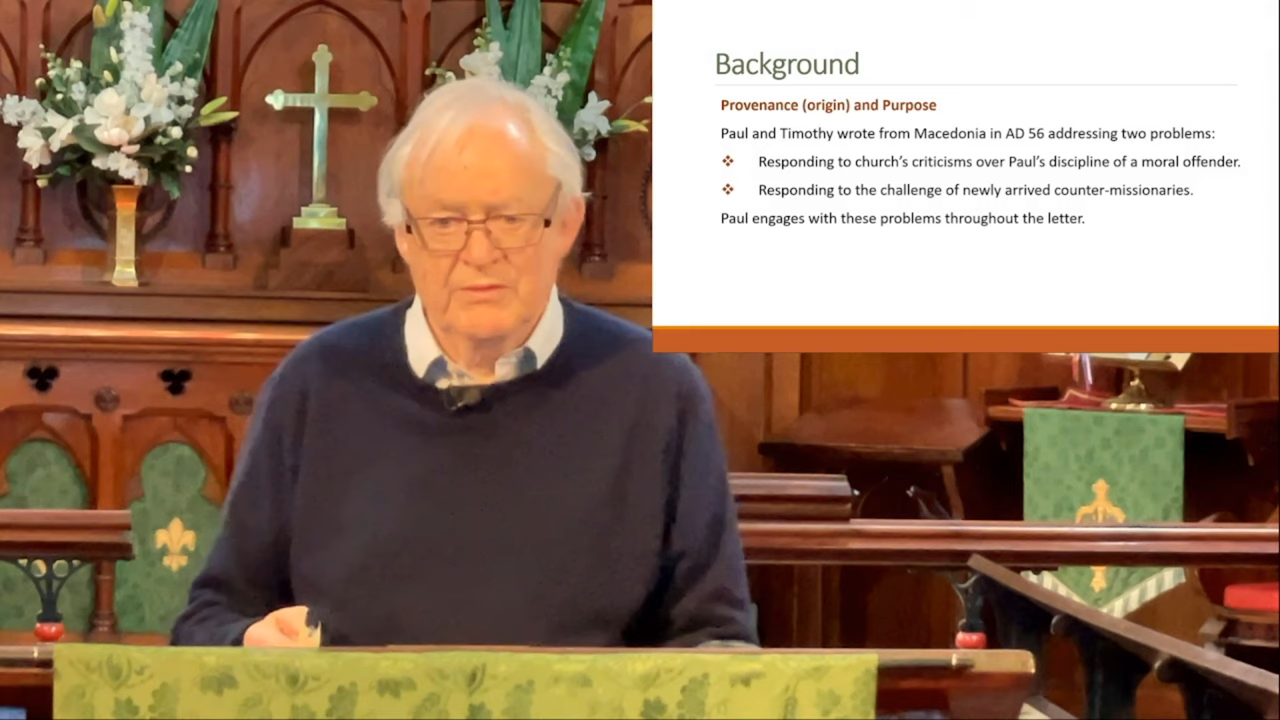 Background
Provenance (origin) and Purpose
Paul and Timothy wrote from Macedonia in AD 56 addressing two problems:
❖ Responding to church's criticisms over Paul's discipline of a moral offender.
❖ Responding to the challenge of newly arrived counter-missionaries.
Paul engages with these problems throughout the letter.